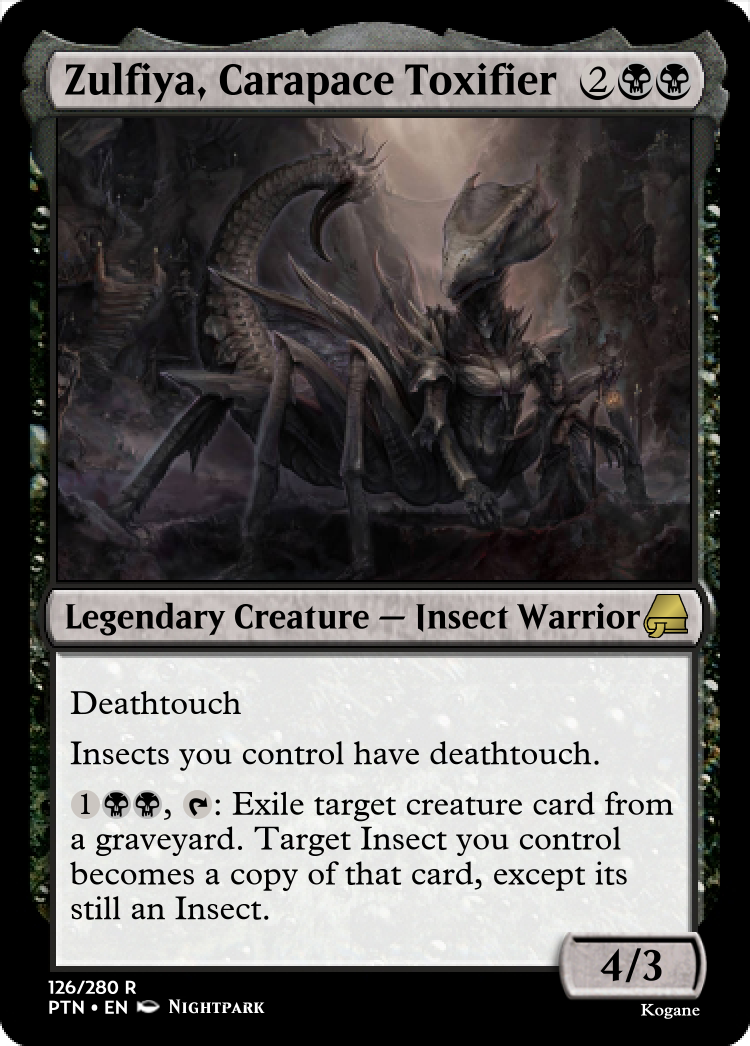 Zulfiya, Carapace Toxifier 2
Legendary Creature — Insect Warrior
Deathtouch
Insects you control have deathtouch.
1, : Exile target creature card from
a graveyard. Target Insect you control
becomes a copy of that card, except its
still an Insect.
4/3
126/280 R
PTN • EN NIGHTPARK
Kogane